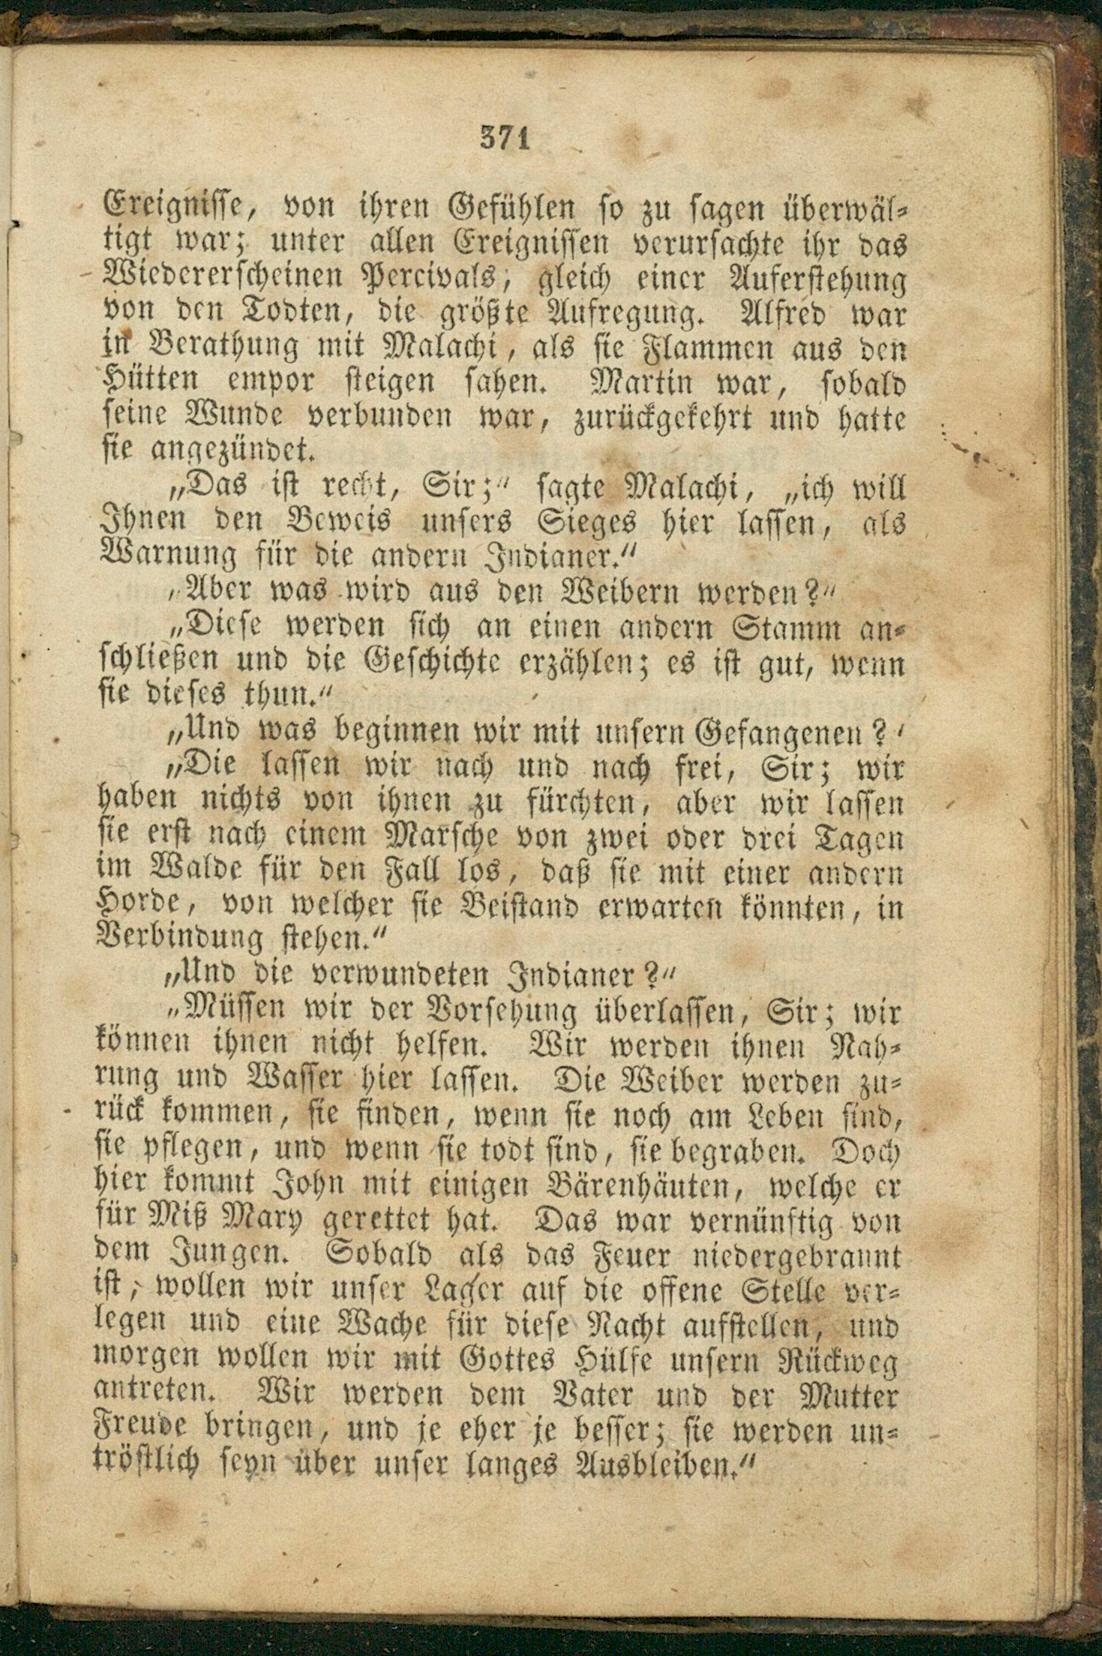 371
Ereignisse, von ihren Gefühlen so zu sagen überwäl-
tigt war; unter allen Ereignissen verursachte ihr das
Wiedererscheinen Percivals, gleich einer Auferstehung
von den Todten, die größte Aufregung. Alfred war
in Berathung mit Malachi, als sie Flammen aus den
Hütten empor steigen sahen. Martin war, sobald
seine Wunde verbunden war, zurückgekehrt und hatte
sie angezündet.
„Das ist recht, Sir;“ sagte Malachi, „ich will
Ihnen den Beweis unsers Sieges hier lassen, als
Warnung für die andern Indianer.“
„Aber was wird aus den Weibern werden?“
„Diese werden sich an einen andern Stamm an-
schließen und die Geschichte erzählen; es ist gut, wenn
sie dieses thun.“
„Und was beginnen wir mit unsern Gefangenen?“
„Die lassen wir nach und nach frei, Sir; wir
haben nichts von ihnen zu fürchten, aber wir lassen
sie erst nach einem Marsche von zwei oder drei Tagen
im Walde für den Fall los, daß sie mit einer andern
Horde, von welcher sie Beistand erwarten könnten, in
Verbindung stehen.“
„Und die verwundeten Indianer?“
„Müssen wir der Vorsehung überlassen, Sir; wir
können ihnen nicht helfen. Wir werden ihnen Nah-
rung und Wasser hier lassen. Die Weiber werden zu-
rück kommen, sie finden, wenn sie noch am Leben sind,
sie pflegen, und wenn sie todt sind, sie begraben. Doch
hier kommt John mit einigen Bärenhäuten, welche er
für Miß Mary gerettet hat. Das war vernünftig von
dem Jungen. Sobald als das Feuer niedergebrannt
ist, wollen wir unser Lager auf die offene Stelle ver-
legen und eine Wache für diese Nacht aufstellen, und
morgen wollen wir mit Gottes Hülfe unsern Rückweg
antreten. Wir werden dem Vater und der Mutter
Freude bringen, und je eher je besser; sie werden un-
tröstlich seyn über unser langes Ausbleiben.“